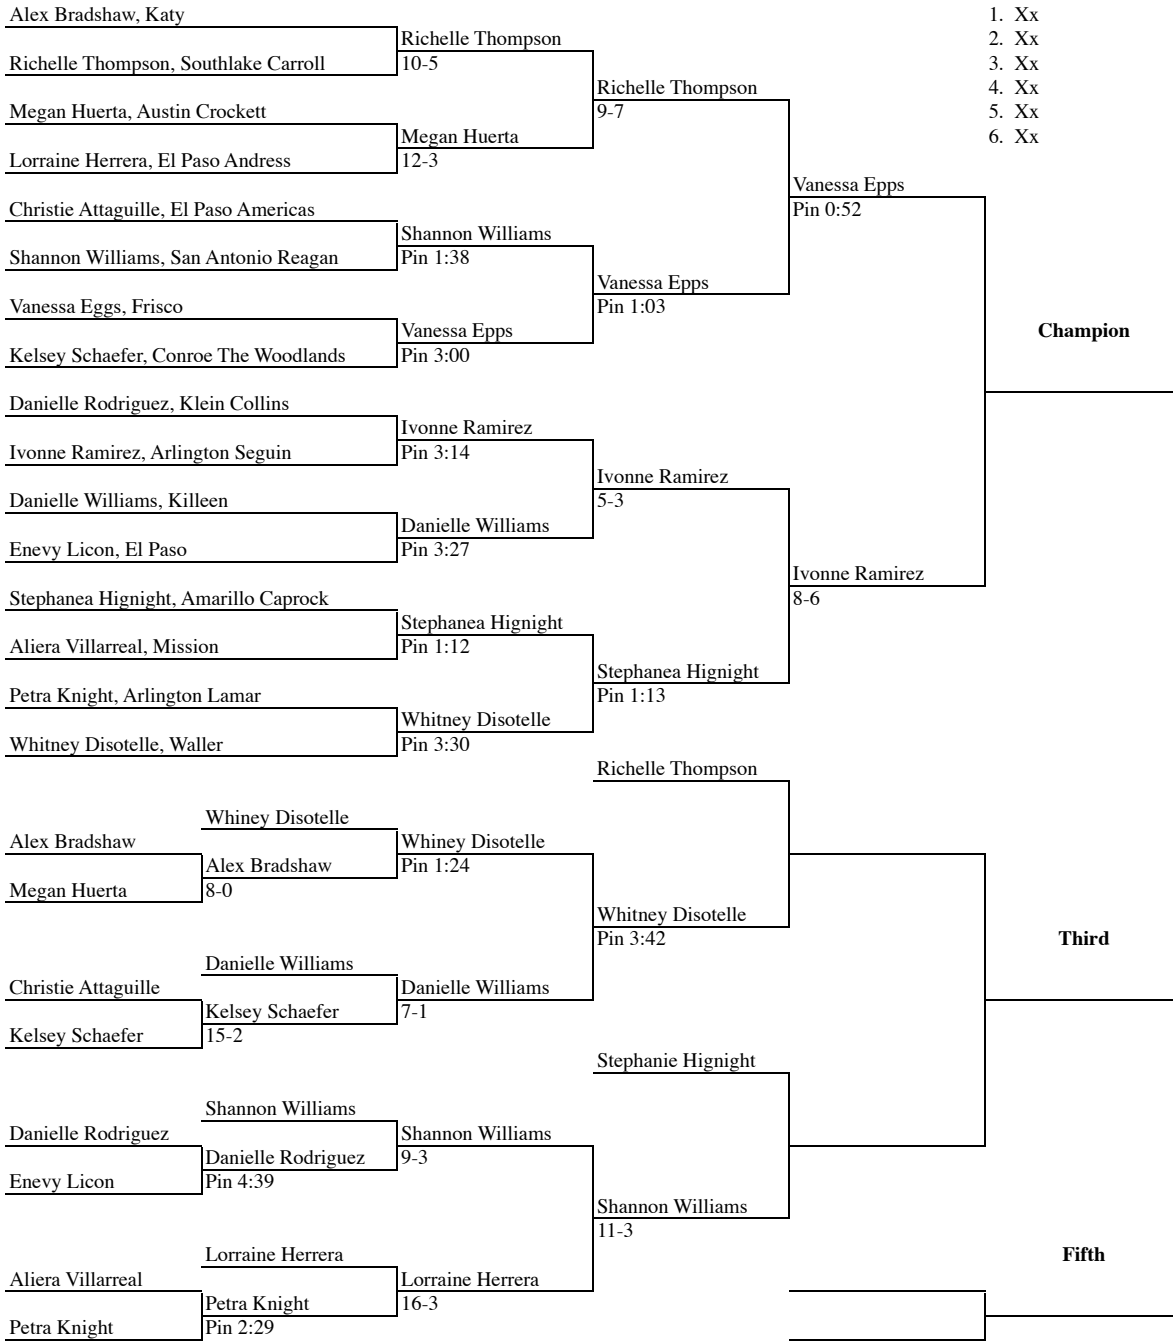 Alex Bradshaw, Katy
1. Xx
2. Xx
Richelle Thompson
Richelle Thompson, Southlake Carroll
10-5
3. Xx
4. Xx
Richelle Thompson
Megan Huerta, Austin Crockett
9-7
5. Xx
6. Xx
Megan Huerta
Lorraine Herrera, El Paso Andress
12-3
Vanessa Epps
Christie Attaguille, El Paso Americas
Pin 0:52
Shannon Williams
Shannon Williams, San Antonio Reagan
Pin 1:38
Vanessa Epps
Vanessa Eggs, Frisco
Pin 1:03
Vanessa Epps
Champion
Kelsey Schaefer, Conroe The Woodlands
Pin 3:00
Danielle Rodriguez, Klein Collins
Ivonne Ramirez
Ivonne Ramirez, Arlington Seguin
Pin 3:14
Ivonne Ramirez
Danielle Williams, Killeen
5-3
Danielle Williams
Enevy Licon, El Paso
Pin 3:27
Ivonne Ramirez
Stephanea Hignight, Amarillo Caprock
8-6
Stephanea Hignight
Aliera Villarreal, Mission
Pin 1:12
Stephanea Hignight
Petra Knight, Arlington Lamar
Pin 1:13
Whitney Disotelle
Whitney Disotelle, Waller
Pin 3:30
Richelle Thompson
Whiney Disotelle
Alex Bradshaw
Whiney Disotelle
Alex Bradshaw
Pin 1:24
Megan Huerta
8-0
Whitney Disotelle
Pin 3:42
Third
Danielle Williams
Christie Attaguille
Danielle Williams
Kelsey Schaefer
7-1
Kelsey Schaefer
15-2
Stephanie Hignight
Shannon Williams
Danielle Rodriguez
Shannon Williams
Danielle Rodriguez
9-3
Enevy Licon
Pin 4:39
Shannon Williams
11-3
Lorraine Herrera
Fifth
Aliera Villarreal
Lorraine Herrera
Petra Knight
16-3
Petra Knight
Pin 2:29